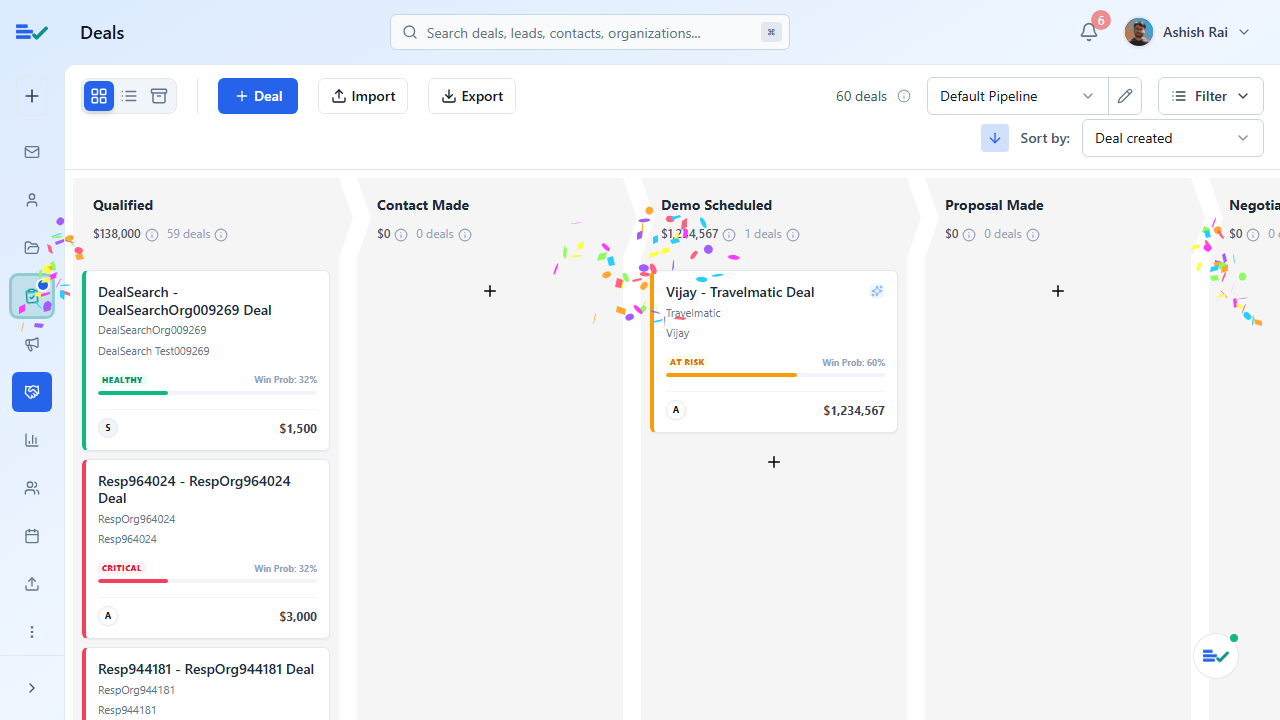 Deals
Search deals, leads, contacts, organizations...
⌘
6
Ashish Rai
Deal
Import
Export
60 deals
Default Pipeline
Filter
Sort by:
Deal created
Qualified
$138,000
59 deals
Contact Made
$0
0 deals
Demo Scheduled
$1,234,567
1 deals
Proposal Made
$0
0 deals
Negotia
$0
0 d
DealSearch -
DealSearchOrg009269 Deal
DealSearchOrg009269
DealSearch Test009269
HEALTHY
Win Prob: 32%
S
$1,500
Resp964024 - RespOrg964024
Deal
RespOrg964024
Resp964024
CRITICAL
Win Prob: 32%
A
$3,000
Resp944181 - RespOrg944181 Deal
RespOrg944181
Resp944181
Vijay - Travelmatic Deal
Travelmatic
Vijay
AT RISK
Win Prob: 60%
A
$1,234,567